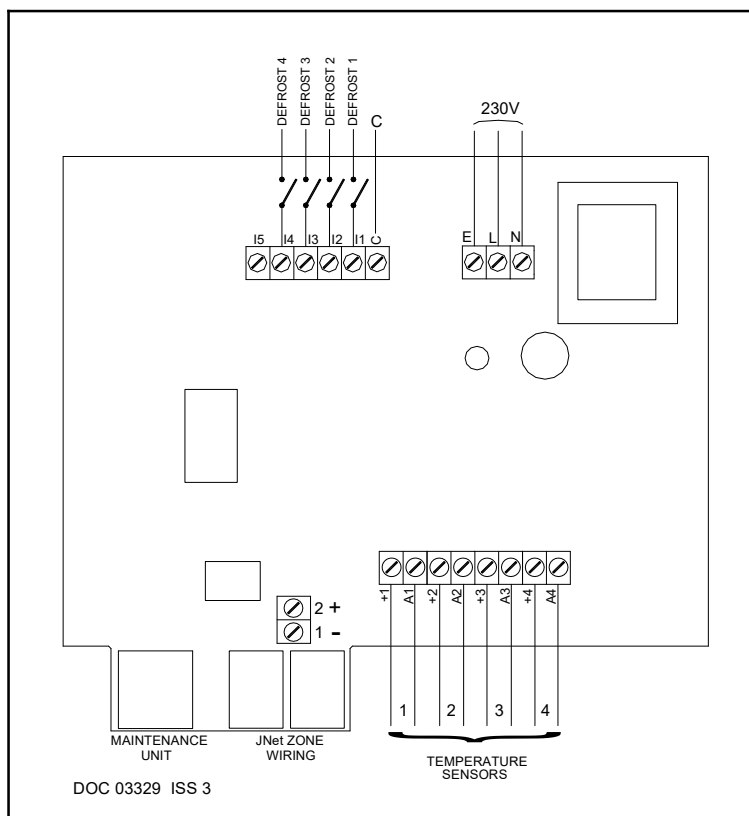 DEFROST 4
DEFROST 3
DEFROST 2
DEFROST 1
C
230V
I5 I4 I3 I2 I1 C
E L N
+1 A1 +2 A2 +3 A3 +4 A4
2 +
1 -
1 2 3 4
MAINTENANCE
UNIT
JNet ZONE
WIRING
TEMPERATURE
SENSORS
DOC 03329 ISS 3